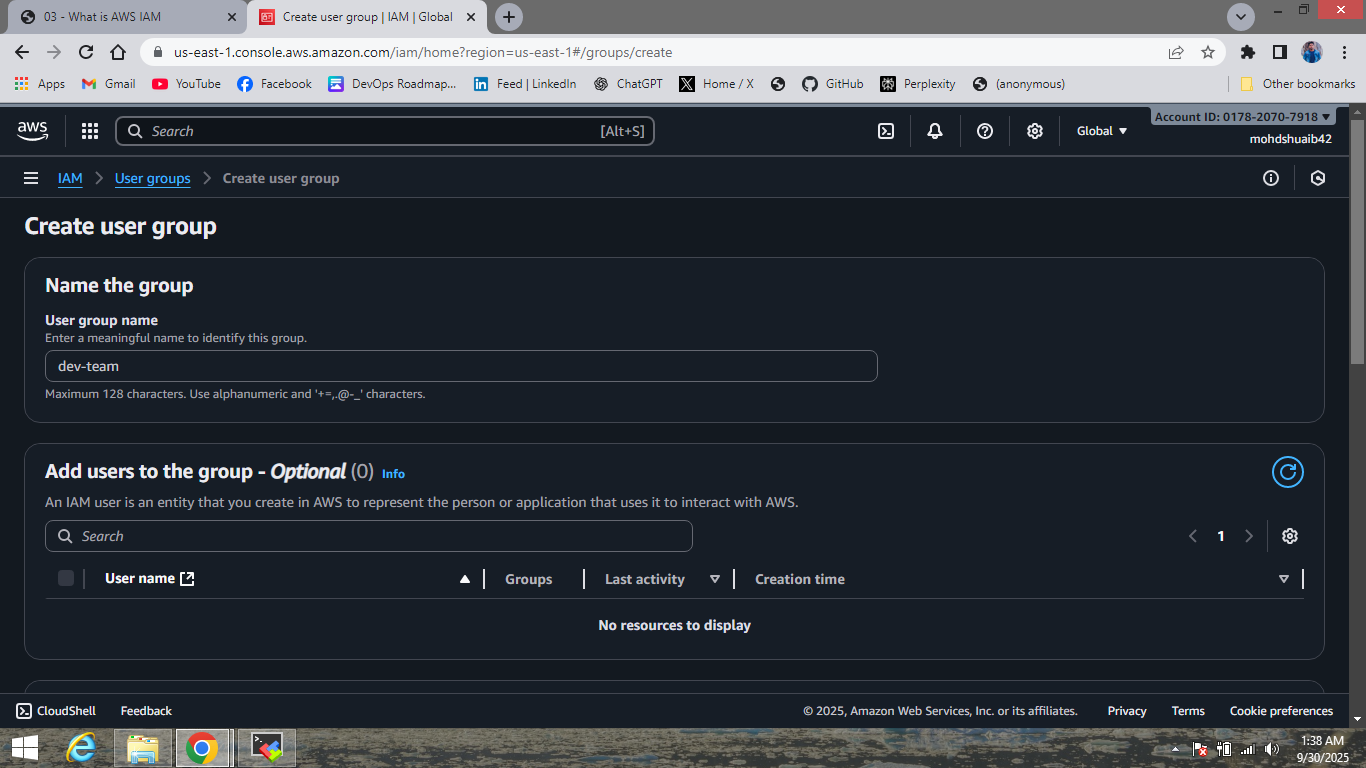 03 - What is AWS IAM
Create user group | IAM | Global
us-east-1.console.aws.amazon.com/iam/home?region=us-east-1#/groups/create
Apps Gmail YouTube Facebook DevOps Roadmap... Feed | LinkedIn ChatGPT Home / X GitHub Perplexity (anonymous) Other bookmarks
aws Search [Alt+S] Global Account ID: 0178-2070-7918
mohdshuaib42
IAM User groups Create user group
Create user group
Name the group
User group name
Enter a meaningful name to identify this group.
dev-team
Maximum 128 characters. Use alphanumeric and '+=,.@-_' characters.
Add users to the group - Optional (0) Info
An IAM user is an entity that you create in AWS to represent the person or application that uses it to interact with AWS.
Search 1
User name Groups Last activity Creation time
No resources to display
CloudShell Feedback © 2025, Amazon Web Services, Inc. or its affiliates. Privacy Terms Cookie preferences
1:38 AM
9/30/2025